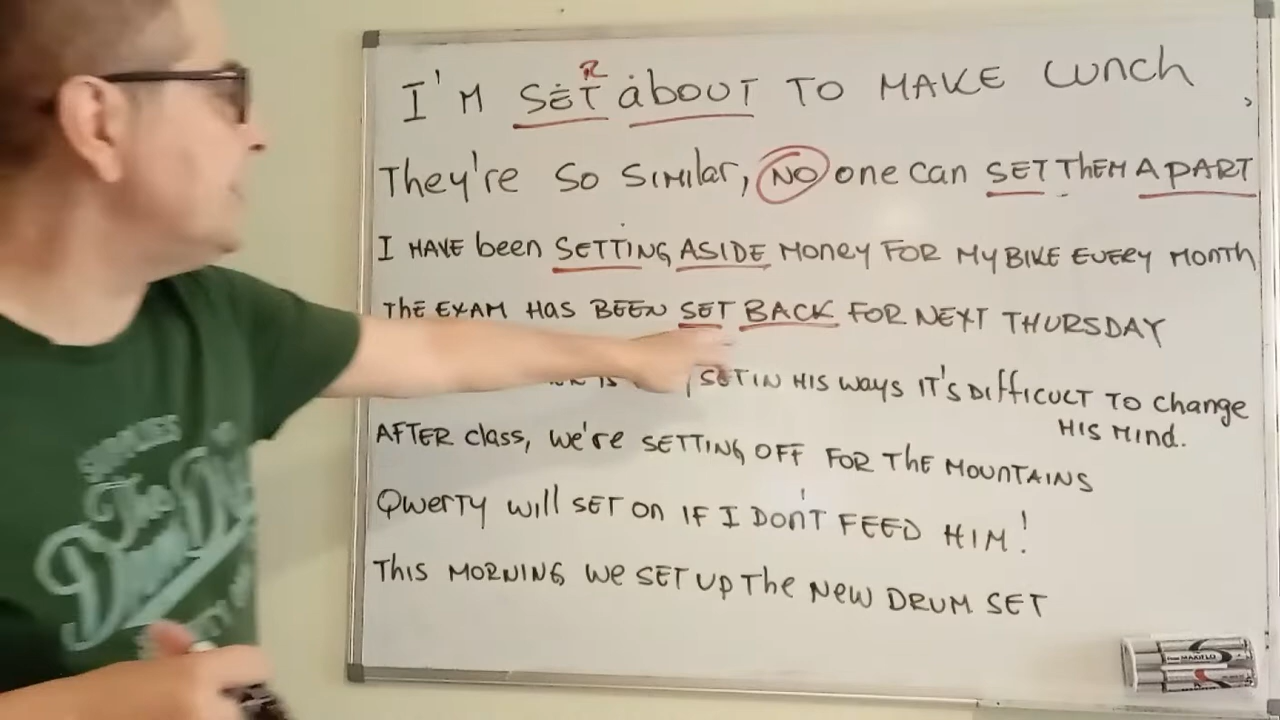 R
I'M SET about TO MAKE Lunch
They're SO SIMILAR, NO one can SET THEM APART
I HAVE been SETTING ASIDE Money FOR MY BIKE EVERY MONTH
THE EXAM HAS BEEN SET BACK FOR NEXT THURSDAY
IS SET IN HIS ways IT'S DIFFICULT TO change
HIS MIND.
AFTER class, we're SETTING OFF FOR THE MOUNTAINS
Qwerty will SET on IF I DON'T FEED HIM!
THIS MORNING we SET UP THE NEW DRUM SET
The